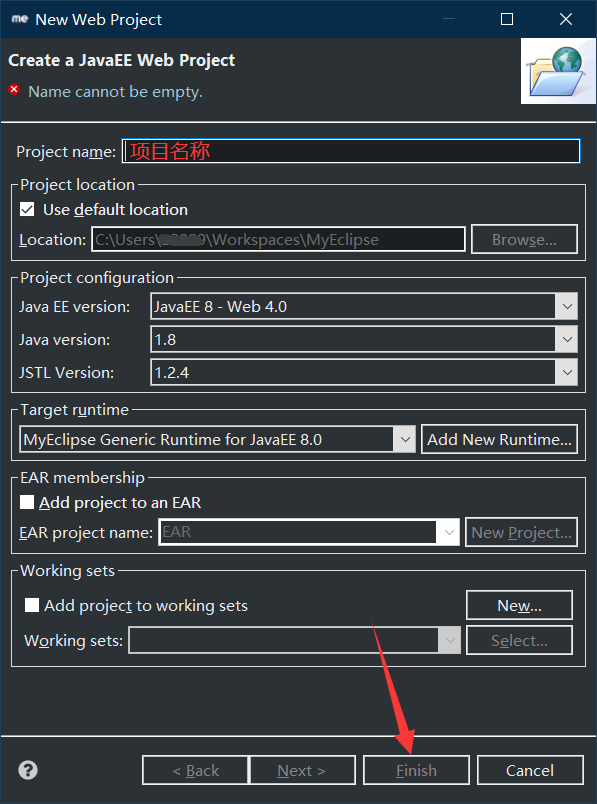 me New Web Project
Create a JavaEE Web Project
Name cannot be empty.
Project name: 项目名称
Project location
Use default location
Location: C:\Users\ \Workspaces\MyEclipse Browse...
Project configuration
Java EE version: JavaEE 8 - Web 4.0
Java version: 1.8
JSTL Version: 1.2.4
Target runtime
MyEclipse Generic Runtime for JavaEE 8.0 Add New Runtime...
EAR membership
Add project to an EAR
EAR project name: EAR New Project...
Working sets
Add project to working sets New...
Working sets: Select...
? < Back Next > Finish Cancel